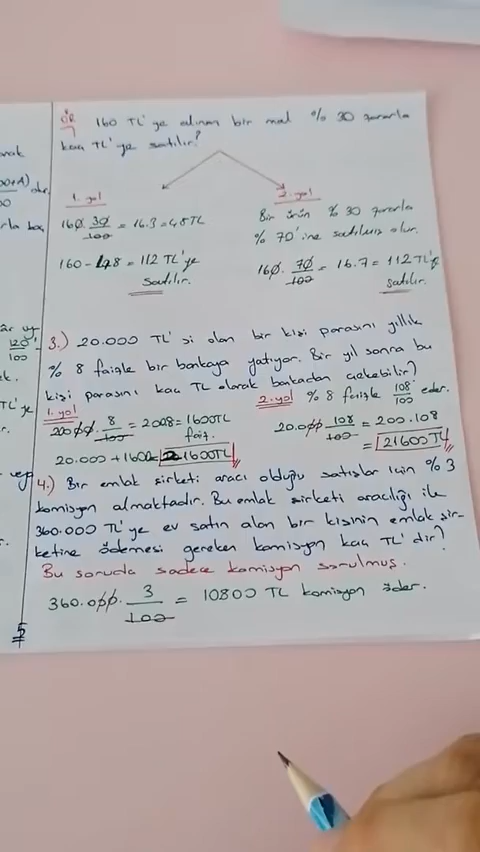 ÖR
160 TL'ye alınan bir mal % 30 zararla
kaç TL'ye satılır?
1. yol
160 . 30/100 = 16.3 = 48 TL
160 - 48 = 112 TL'ye
satılır.
2. yol
Bir ürün % 30 zararla
% 70'ine satılmış olur.
160 . 70/100 = 16.7 = 112 TL'ye
satılır.
3.) 20.000 TL'si olan bir kişi parasını yıllık
% 8 faizle bir bankaya yatıyor. Bir yıl sonra bu
kişi parasını kaç TL olarak bankadan çekebilir?
1. yol
20000 . 8/100 = 200.8 = 1600TL
faiz.
20.000 + 1600 = 21600TL
2. yol % 8 faizle 108/100 eder.
20.000 . 108/100 = 200.108
= 21600TL
4.) Bir emlak şirketi aracı olduğu satışlar için % 3
komisyon almaktadır. Bu emlak şirketi aracılığı ile
360.000 TL'ye ev satın alan bir kişinin emlak şir-
ketine ödemesi gereken komisyon kaç TL'dir?
Bu soruda sadece komisyon sorulmuş.
360.000 . 3/100 = 10800 TL komisyon öder.
5